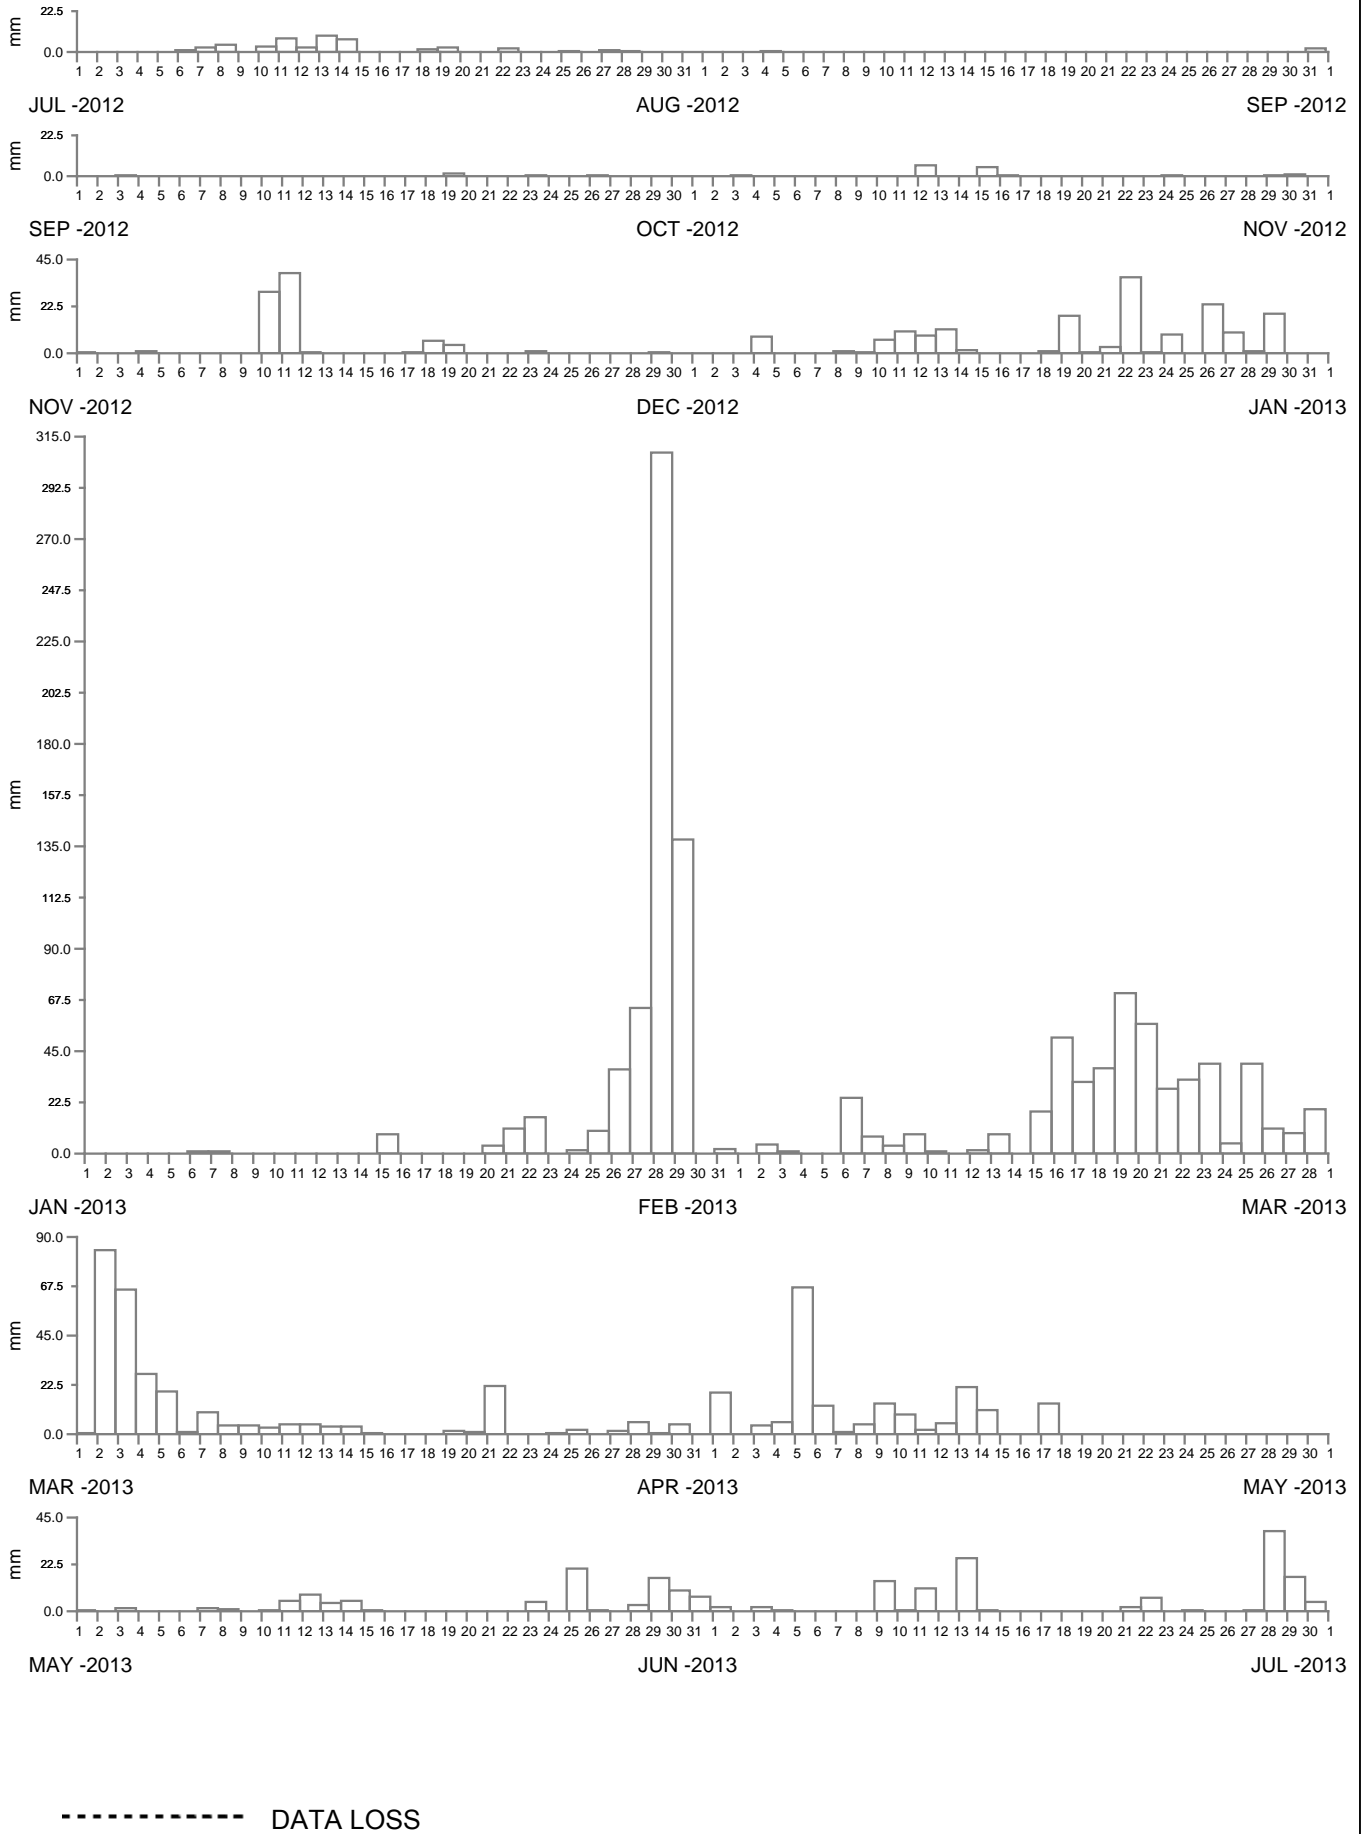 mm
22.5
0.0
1 2 3 4 5 6 7 8 9 10 11 12 13 14 15 16 17 18 19 20 21 22 23 24 25 26 27 28 29 30 31 1 2 3 4 5 6 7 8 9 10 11 12 13 14 15 16 17 18 19 20 21 22 23 24 25 26 27 28 29 30 31 1
JUL -2012 AUG -2012 SEP -2012
mm
22.5
0.0
1 2 3 4 5 6 7 8 9 10 11 12 13 14 15 16 17 18 19 20 21 22 23 24 25 26 27 28 29 30 1 2 3 4 5 6 7 8 9 10 11 12 13 14 15 16 17 18 19 20 21 22 23 24 25 26 27 28 29 30 31 1
SEP -2012 OCT -2012 NOV -2012
mm
45.0
22.5
0.0
1 2 3 4 5 6 7 8 9 10 11 12 13 14 15 16 17 18 19 20 21 22 23 24 25 26 27 28 29 30 1 2 3 4 5 6 7 8 9 10 11 12 13 14 15 16 17 18 19 20 21 22 23 24 25 26 27 28 29 30 31 1
NOV -2012 DEC -2012 JAN -2013
mm
315.0
292.5
270.0
247.5
225.0
202.5
180.0
157.5
135.0
112.5
90.0
67.5
45.0
22.5
0.0
1 2 3 4 5 6 7 8 9 10 11 12 13 14 15 16 17 18 19 20 21 22 23 24 25 26 27 28 29 30 31 1 2 3 4 5 6 7 8 9 10 11 12 13 14 15 16 17 18 19 20 21 22 23 24 25 26 27 28 1
JAN -2013 FEB -2013 MAR -2013
mm
90.0
67.5
45.0
22.5
0.0
1 2 3 4 5 6 7 8 9 10 11 12 13 14 15 16 17 18 19 20 21 22 23 24 25 26 27 28 29 30 31 1 2 3 4 5 6 7 8 9 10 11 12 13 14 15 16 17 18 19 20 21 22 23 24 25 26 27 28 29 30 1
MAR -2013 APR -2013 MAY -2013
mm
45.0
22.5
0.0
1 2 3 4 5 6 7 8 9 10 11 12 13 14 15 16 17 18 19 20 21 22 23 24 25 26 27 28 29 30 31 1 2 3 4 5 6 7 8 9 10 11 12 13 14 15 16 17 18 19 20 21 22 23 24 25 26 27 28 29 30 1
MAY -2013 JUN -2013 JUL -2013
DATA LOSS